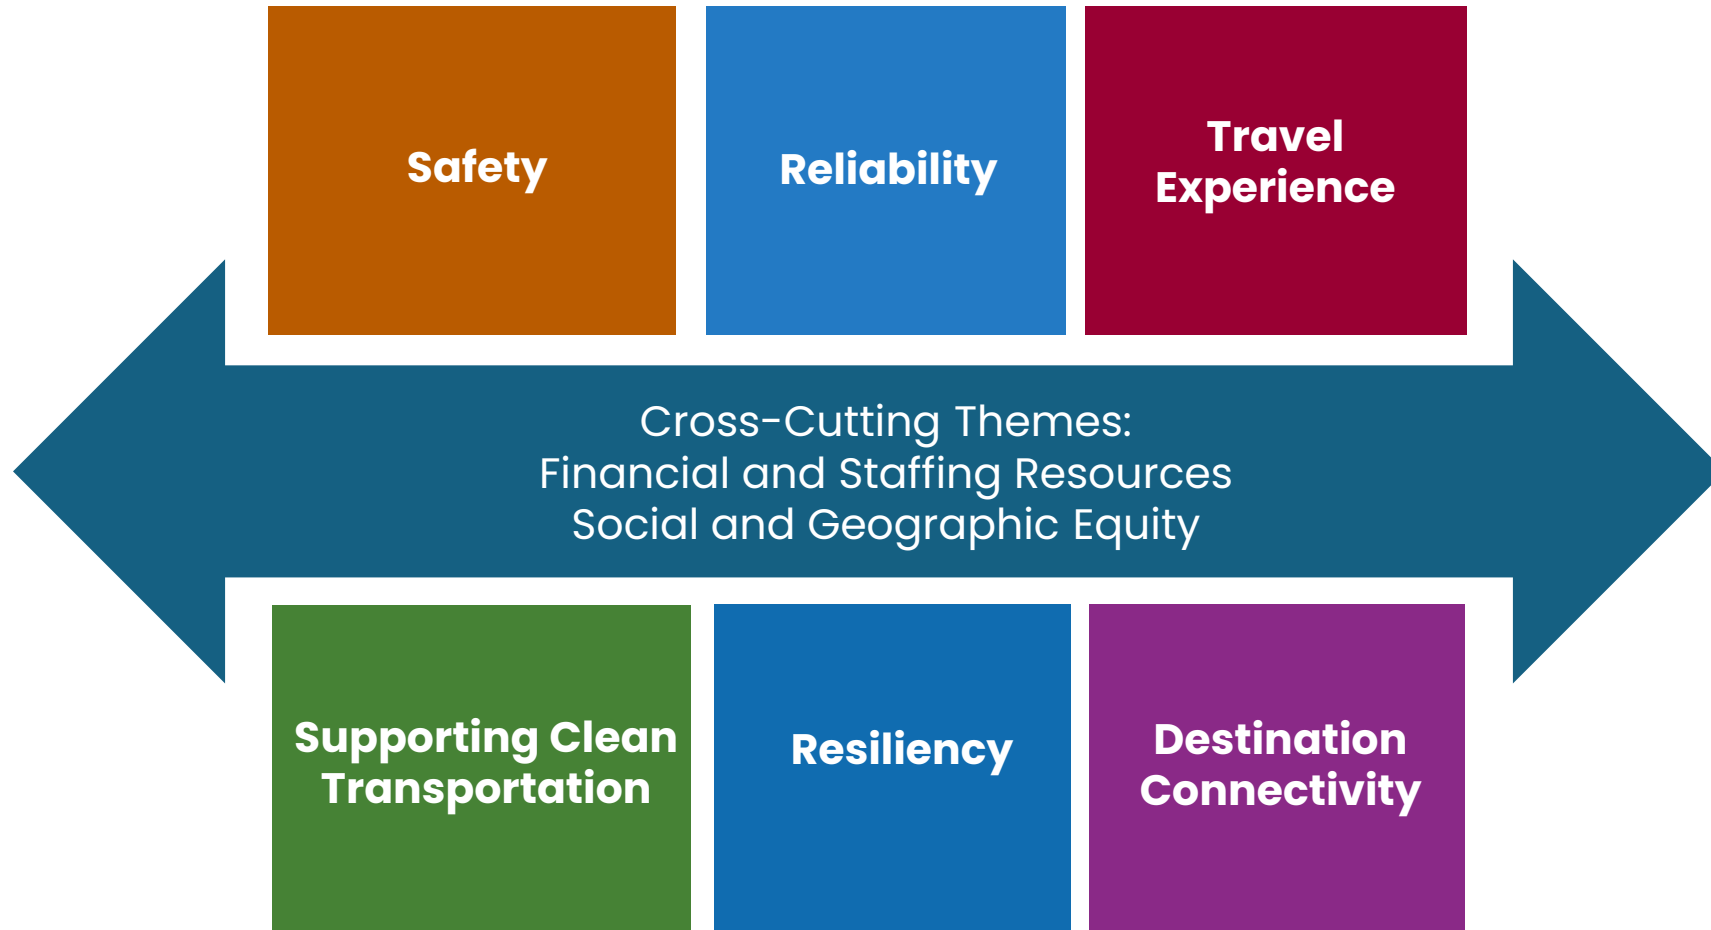 Safety
Reliability
Travel
Experience
Cross-Cutting Themes:
Financial and Staffing Resources
Social and Geographic Equity
Supporting Clean
Transportation
Resiliency
Destination
Connectivity